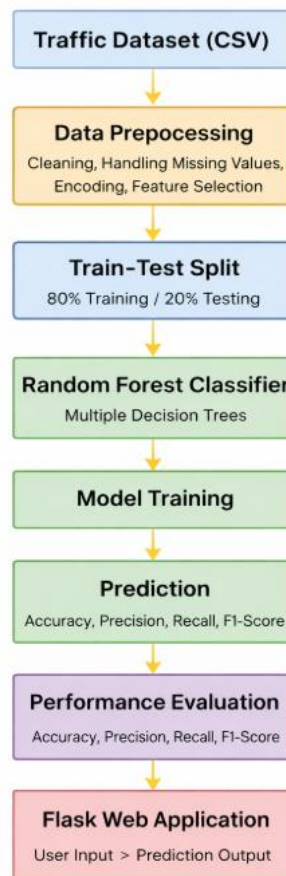 Traffic Dataset (CSV)
Data Prepocessing
Cleaning, Handling Missing Values,
Encoding, Feature Selection
Train-Test Split
80% Training / 20% Testing
Random Forest Classifier
Multiple Decision Trees
Model Training
Prediction
Accuracy, Precision, Recall, F1-Score
Performance Evaluation
Accuracy, Precision, Recall, F1-Score
Flask Web Application
User Input > Prediction Output